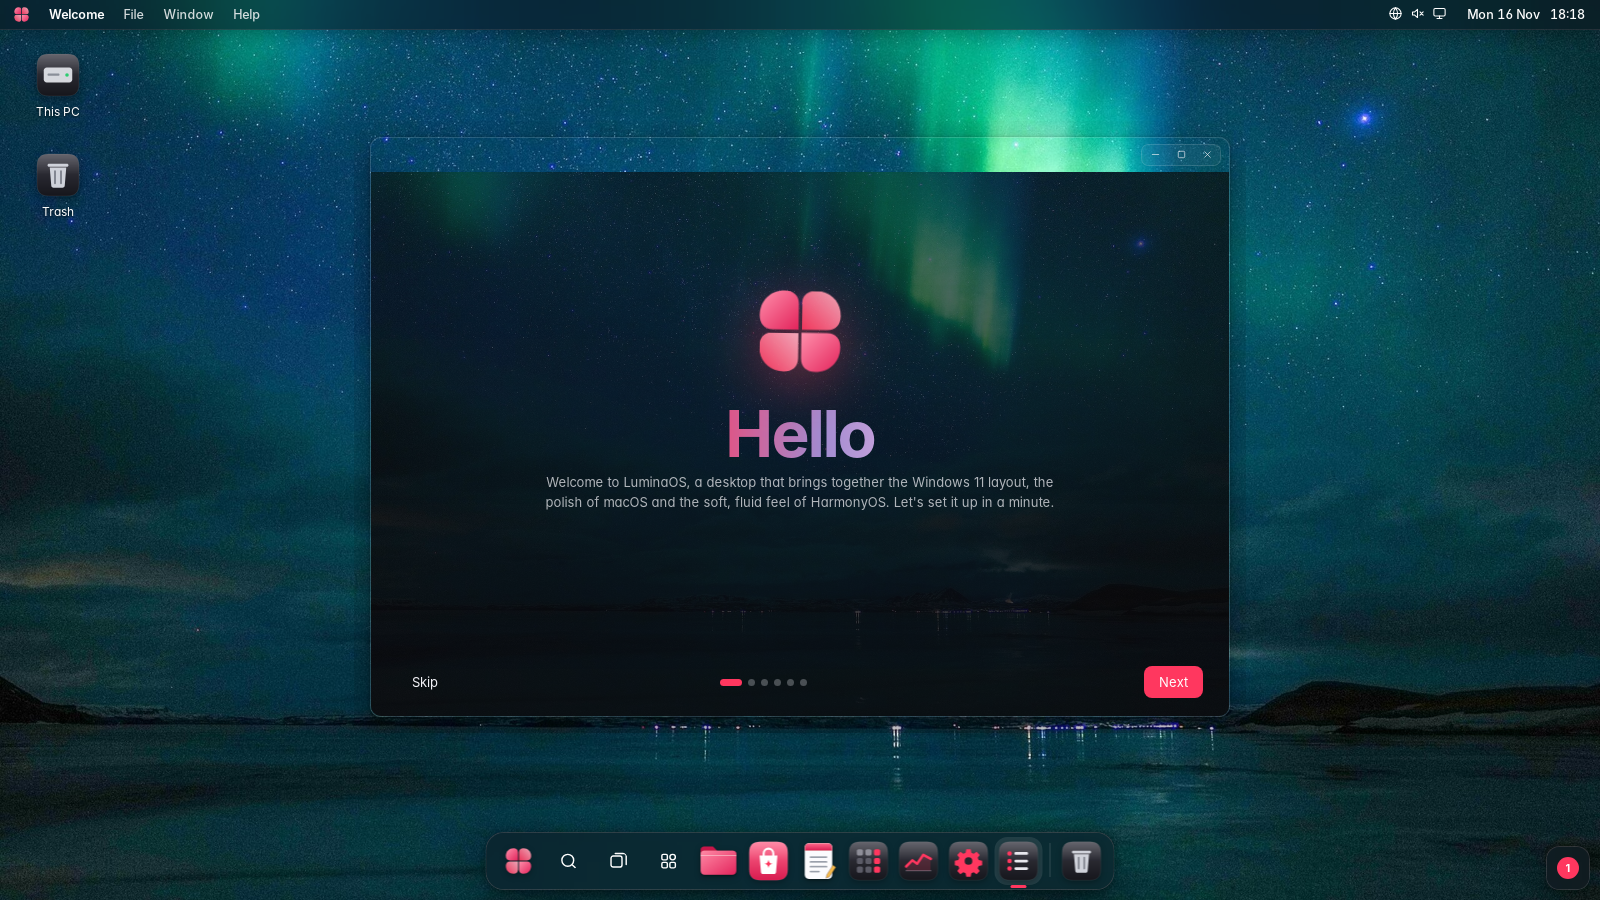 Welcome File Window Help Mon 16 Nov 18:18
This PC
Trash
Hello
Welcome to LuminaOS, a desktop that brings together the Windows 11 layout, the
polish of macOS and the soft, fluid feel of HarmonyOS. Let's set it up in a minute.
Skip Next
1